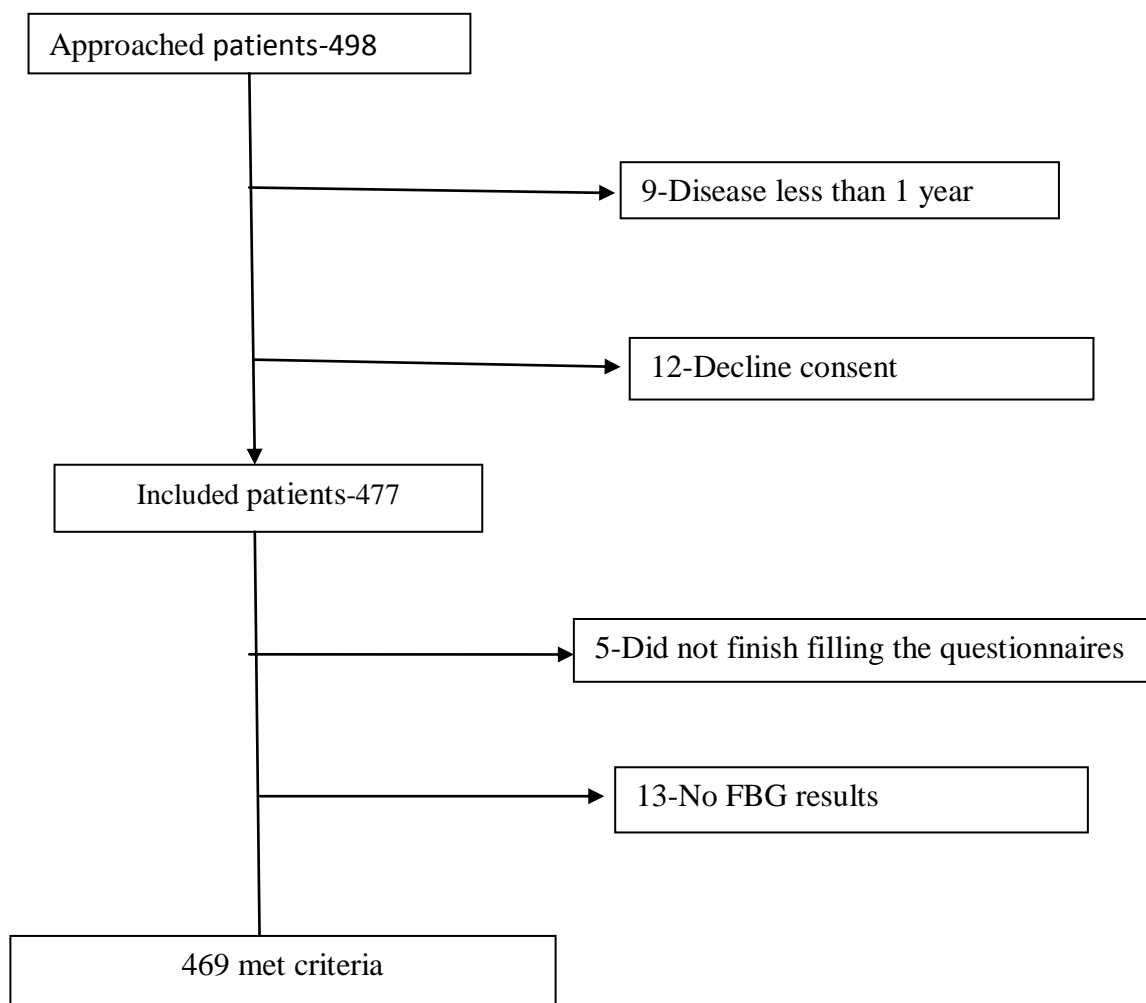 Approached patients-498
9-Disease less than 1 year
12-Decline consent
Included patients-477
5-Did not finish filling the questionnaires
13-No FBG results
469 met criteria